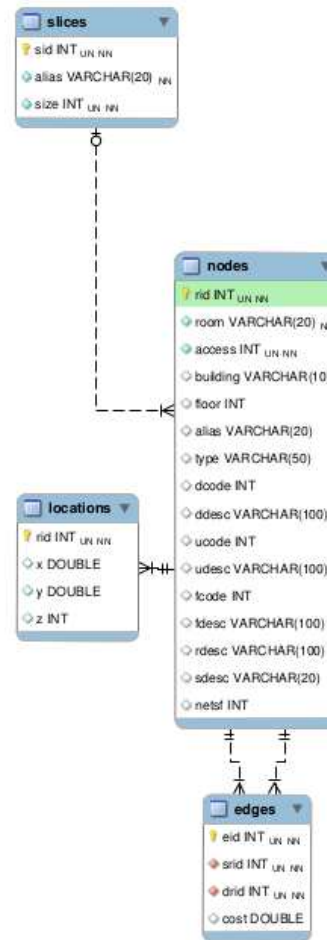 slices
sid INT UN NN
alias VARCHAR(20) NN
size INT UN NN
nodes
rid INT UN NN
room VARCHAR(20) N
access INT UN NN
building VARCHAR(10
floor INT
alias VARCHAR(20)
type VARCHAR(50)
dcode INT
ddesc VARCHAR(100)
ucode INT
udesc VARCHAR(100)
fcode INT
fdesc VARCHAR(100)
rdesc VARCHAR(100)
sdesc VARCHAR(20)
netsf INT
locations
rid INT UN NN
x DOUBLE
y DOUBLE
z INT
edges
eid INT UN NN
srid INT UN NN
drid INT UN NN
cost DOUBLE